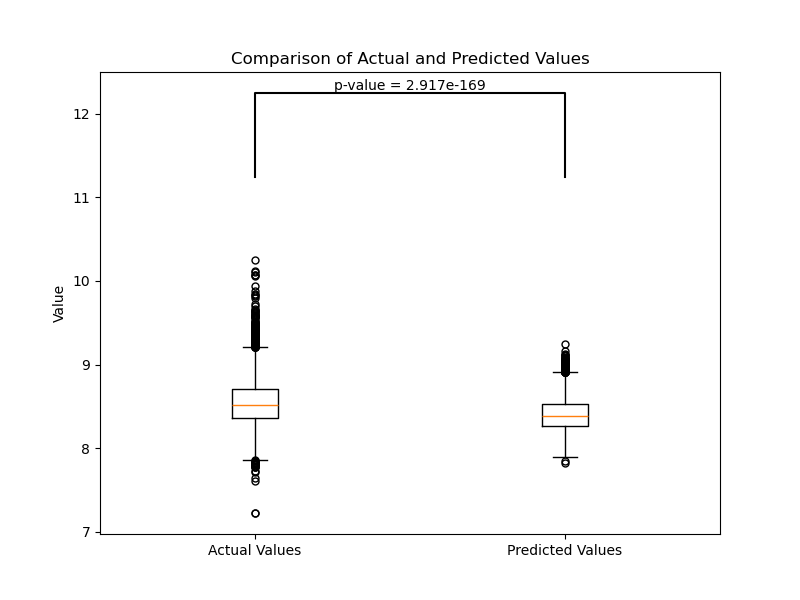 Comparison of Actual and Predicted Values
p-value = 2.917e-169
12
11
10
9
8
7
Value
Actual Values
Predicted Values